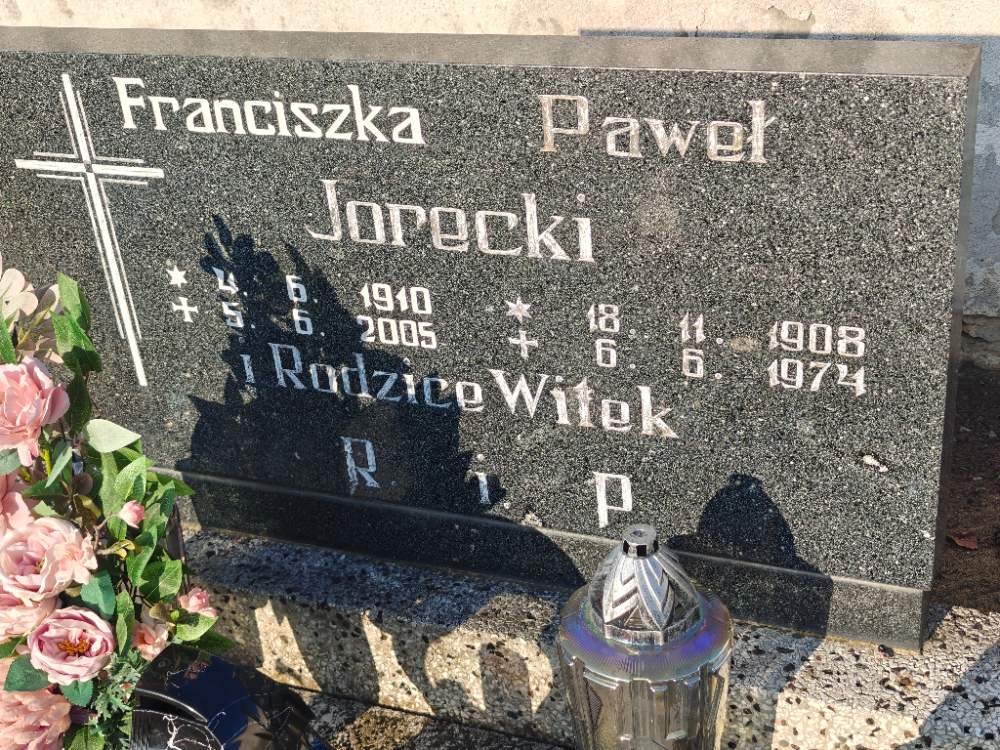 Franciszka Paweł
Jorecki
* 4. 6. 1910 * 18. 11. 1908
+ 5. 6. 2005 + 6. 6. 1974
i Rodzice Witek
R. i. P